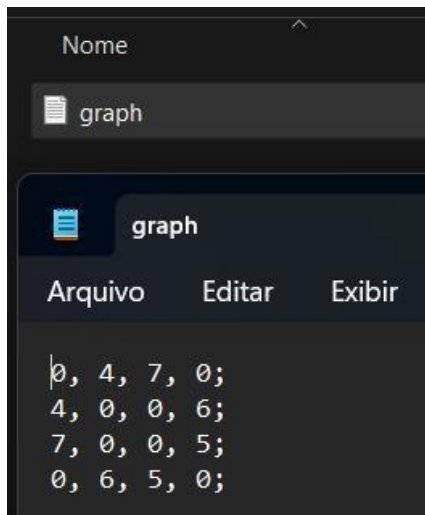 Nome
graph
graph
Arquivo Editar Exibir
0, 4, 7, 0;
4, 0, 0, 6;
7, 0, 0, 5;
0, 6, 5, 0;